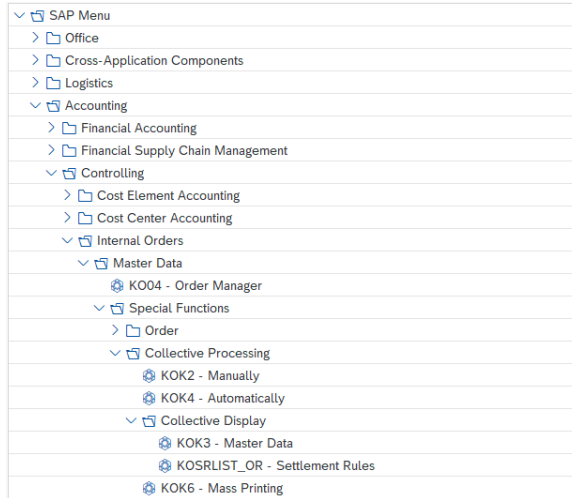 SAP Menu
Office
Cross-Application Components
Logistics
Accounting
Financial Accounting
Financial Supply Chain Management
Controlling
Cost Element Accounting
Cost Center Accounting
Internal Orders
Master Data
KO04 - Order Manager
Special Functions
Order
Collective Processing
KOK2 - Manually
KOK4 - Automatically
Collective Display
KOK3 - Master Data
KOSRLIST_OR - Settlement Rules
KOK6 - Mass Printing